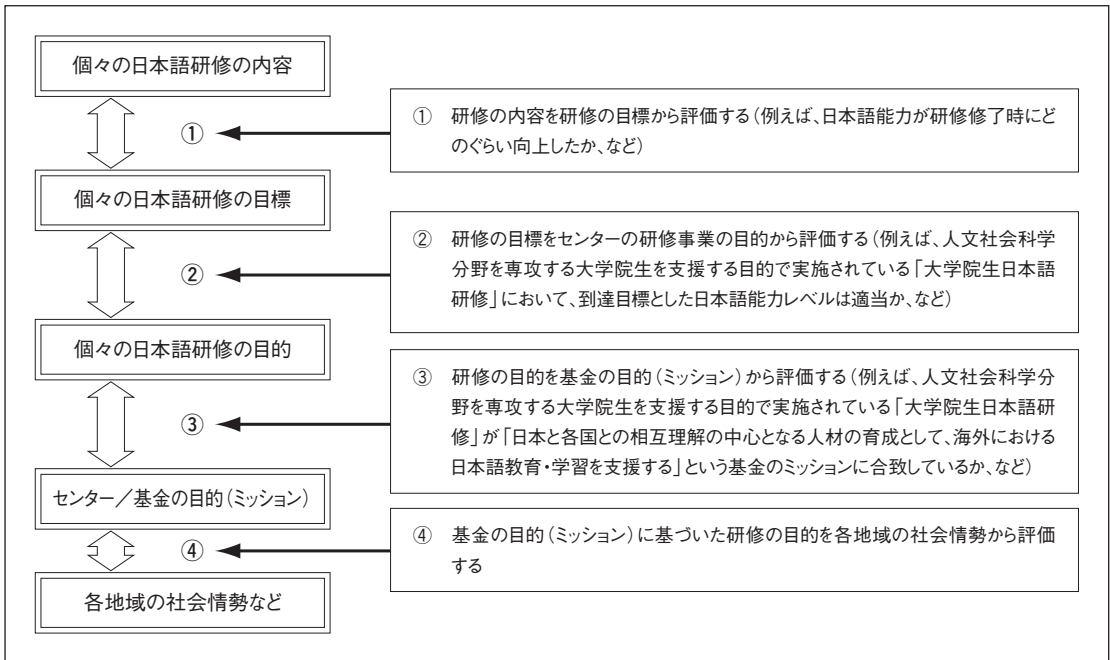 個々の日本語研修の内容
①
① 研修の内容を研修の目標から評価する（例えば、日本語能力が研修修了時にど
のぐらい向上したか、など）
個々の日本語研修の目標
②
② 研修の目標をセンターの研修事業の目的から評価する（例えば、人文社会科学
分野を専攻する大学院生を支援する目的で実施されている「大学院生日本語
研修」において、到達目標とした日本語能力レベルは適当か、など）
個々の日本語研修の目的
③
③ 研修の目的を基金の目的（ミッション）から評価する（例えば、人文社会科学分
野を専攻する大学院生を支援する目的で実施されている「大学院生日本語研
修」が「日本と各国との相互理解の中心となる人材の育成として、海外における
日本語教育・学習を支援する」という基金のミッションに合致しているか、など）
センター／基金の目的（ミッション）
④
④ 基金の目的（ミッション）に基づいた研修の目的を各地域の社会情勢から評価
する
各地域の社会情勢など